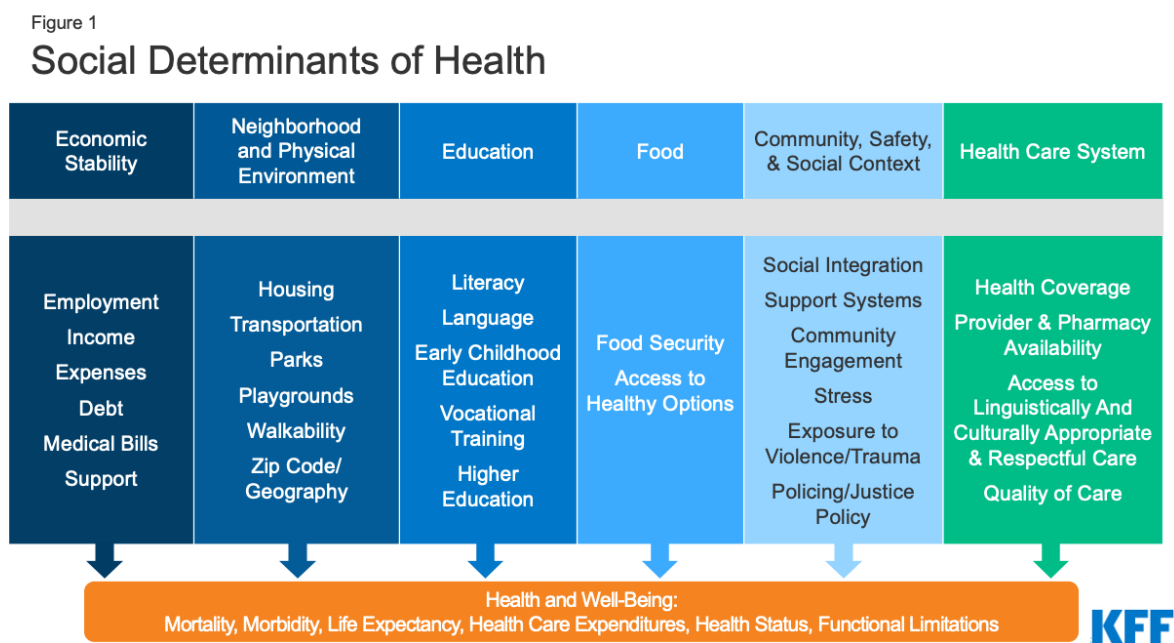 Figure 1
Social Determinants of Health
Economic
Stability
Neighborhood
and Physical
Environment
Education
Food
Community, Safety,
& Social Context
Health Care System
Employment
Income
Expenses
Debt
Medical Bills
Support
Housing
Transportation
Parks
Playgrounds
Walkability
Zip Code/
Geography
Literacy
Language
Early Childhood
Education
Vocational
Training
Higher
Education
Food Security
Access to
Healthy Options
Social Integration
Support Systems
Community
Engagement
Stress
Exposure to
Violence/Trauma
Policing/Justice
Policy
Health Coverage
Provider & Pharmacy
Availability
Access to
Linguistically And
Culturally Appropriate
& Respectful Care
Quality of Care
Health and Well-Being:
Mortality, Morbidity, Life Expectancy, Health Care Expenditures, Health Status, Functional Limitations
KFF